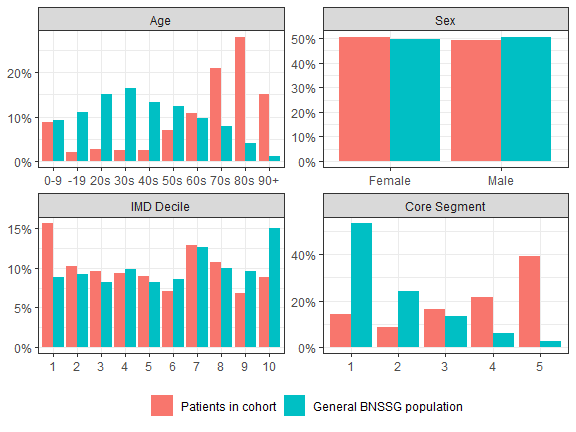 Age
Sex
20%
10%
0%
0-9 -19 20s 30s 40s 50s 60s 70s 80s 90+
50%
40%
30%
20%
10%
0%
Female Male
IMD Decile
Core Segment
15%
10%
5%
0%
1 2 3 4 5 6 7 8 9 10
40%
20%
0%
1 2 3 4 5
Patients in cohort General BNSSG population